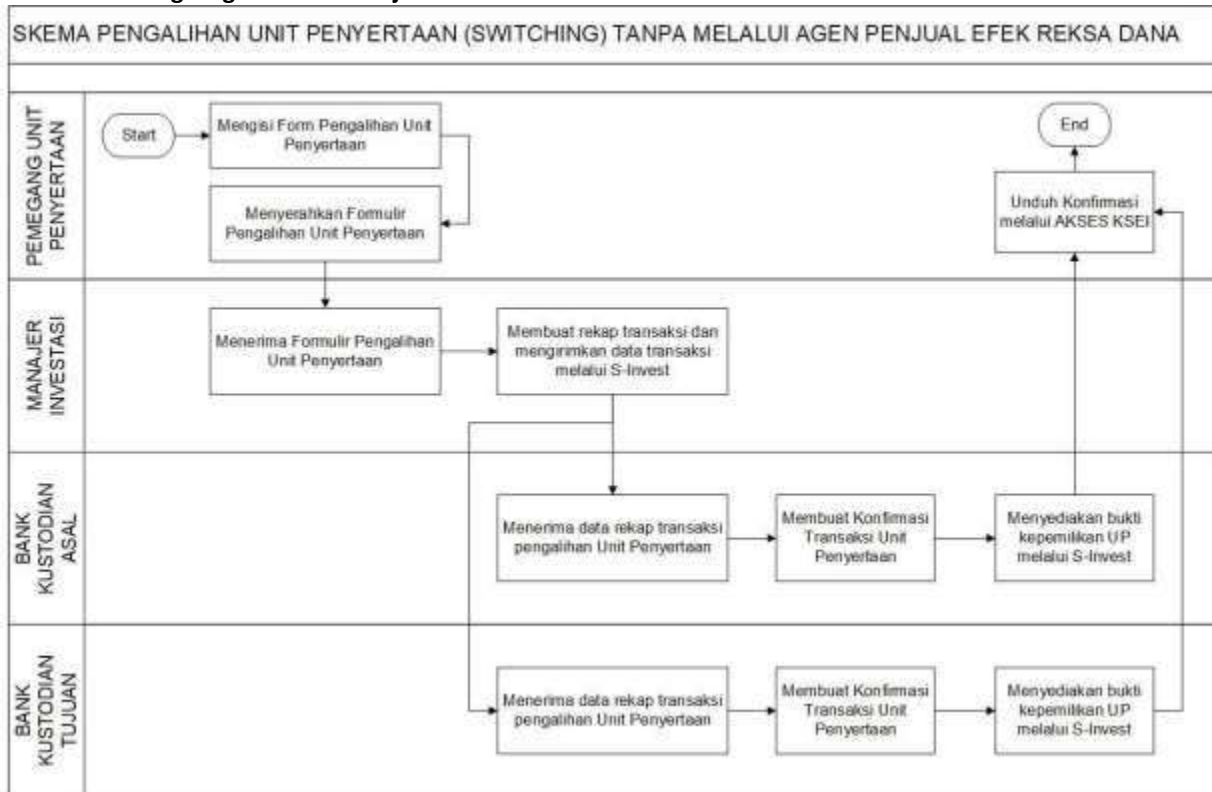 SKEMA PENGALIHAN UNIT PENYERTAAN (SWITCHING) TANPA MELALUI AGEN PENJUAL EFEK REKSA DANA
PEMEGANG UNIT
PENYERTAAN
Start
Mengisi Form Pengalihan Unit
Penyertaan
Menyerahkan Formulir
Pengalihan Unit Penyertaan
End
Unduh Konfirmasi
melalui AKSES KSEI
MANAJER
INVESTASI
Menerima Formulir Pengalihan
Unit Penyertaan
Membuat rekap transaksi dan
mengirimkan data transaksi
melalui S-Invest
BANK
KUSTODIAN
ASAL
Menerima data rekap transaksi
pengalihan Unit Penyertaan
Membuat Konfirmasi
Transaksi Unit
Penyertaan
Menyediakan bukti
kepemilikan UP
melalui S-Invest
BANK
KUSTODIAN
TUJUAN
Menerima data rekap transaksi
pengalihan Unit Penyertaan
Membuat Konfirmasi
Transaksi Unit
Penyertaan
Menyediakan bukti
kepemilikan UP
melalui S-Invest